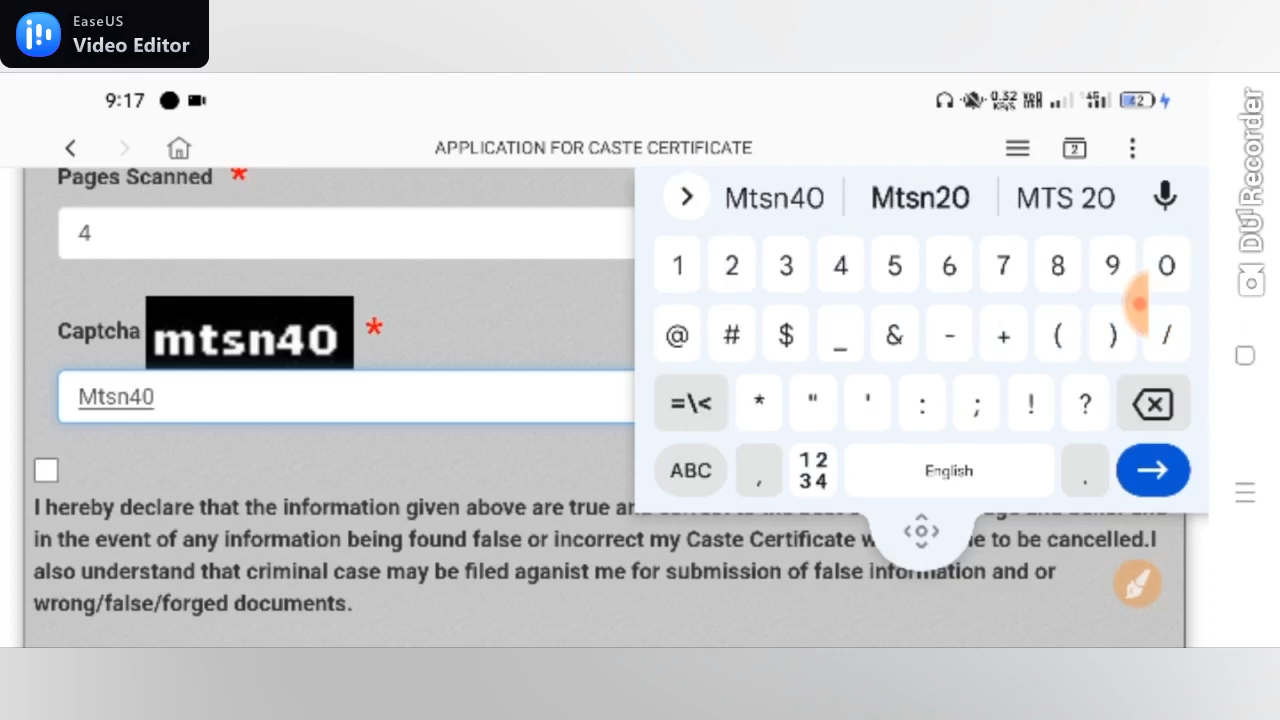 EaseUS
Video Editor
9:17
0.32
2
APPLICATION FOR CASTE CERTIFICATE
2
Pages Scanned *
4
Captcha mtsn40 *
Mtsn40
Mtsn40 Mtsn20 MTS 20
1 2 3 4 5 6 7 8 9 0
@ # $ _ & - + ( ) /
=\< * " ' : ; ! ?
ABC , 12 34 English .
I hereby declare that the information given above are true
in the event of any information being found false or incorrect my Caste Certificate to be cancelled.I
also understand that criminal case may be filed aganist me for submission of false information and or
wrong/false/forged documents.
DU Recorder